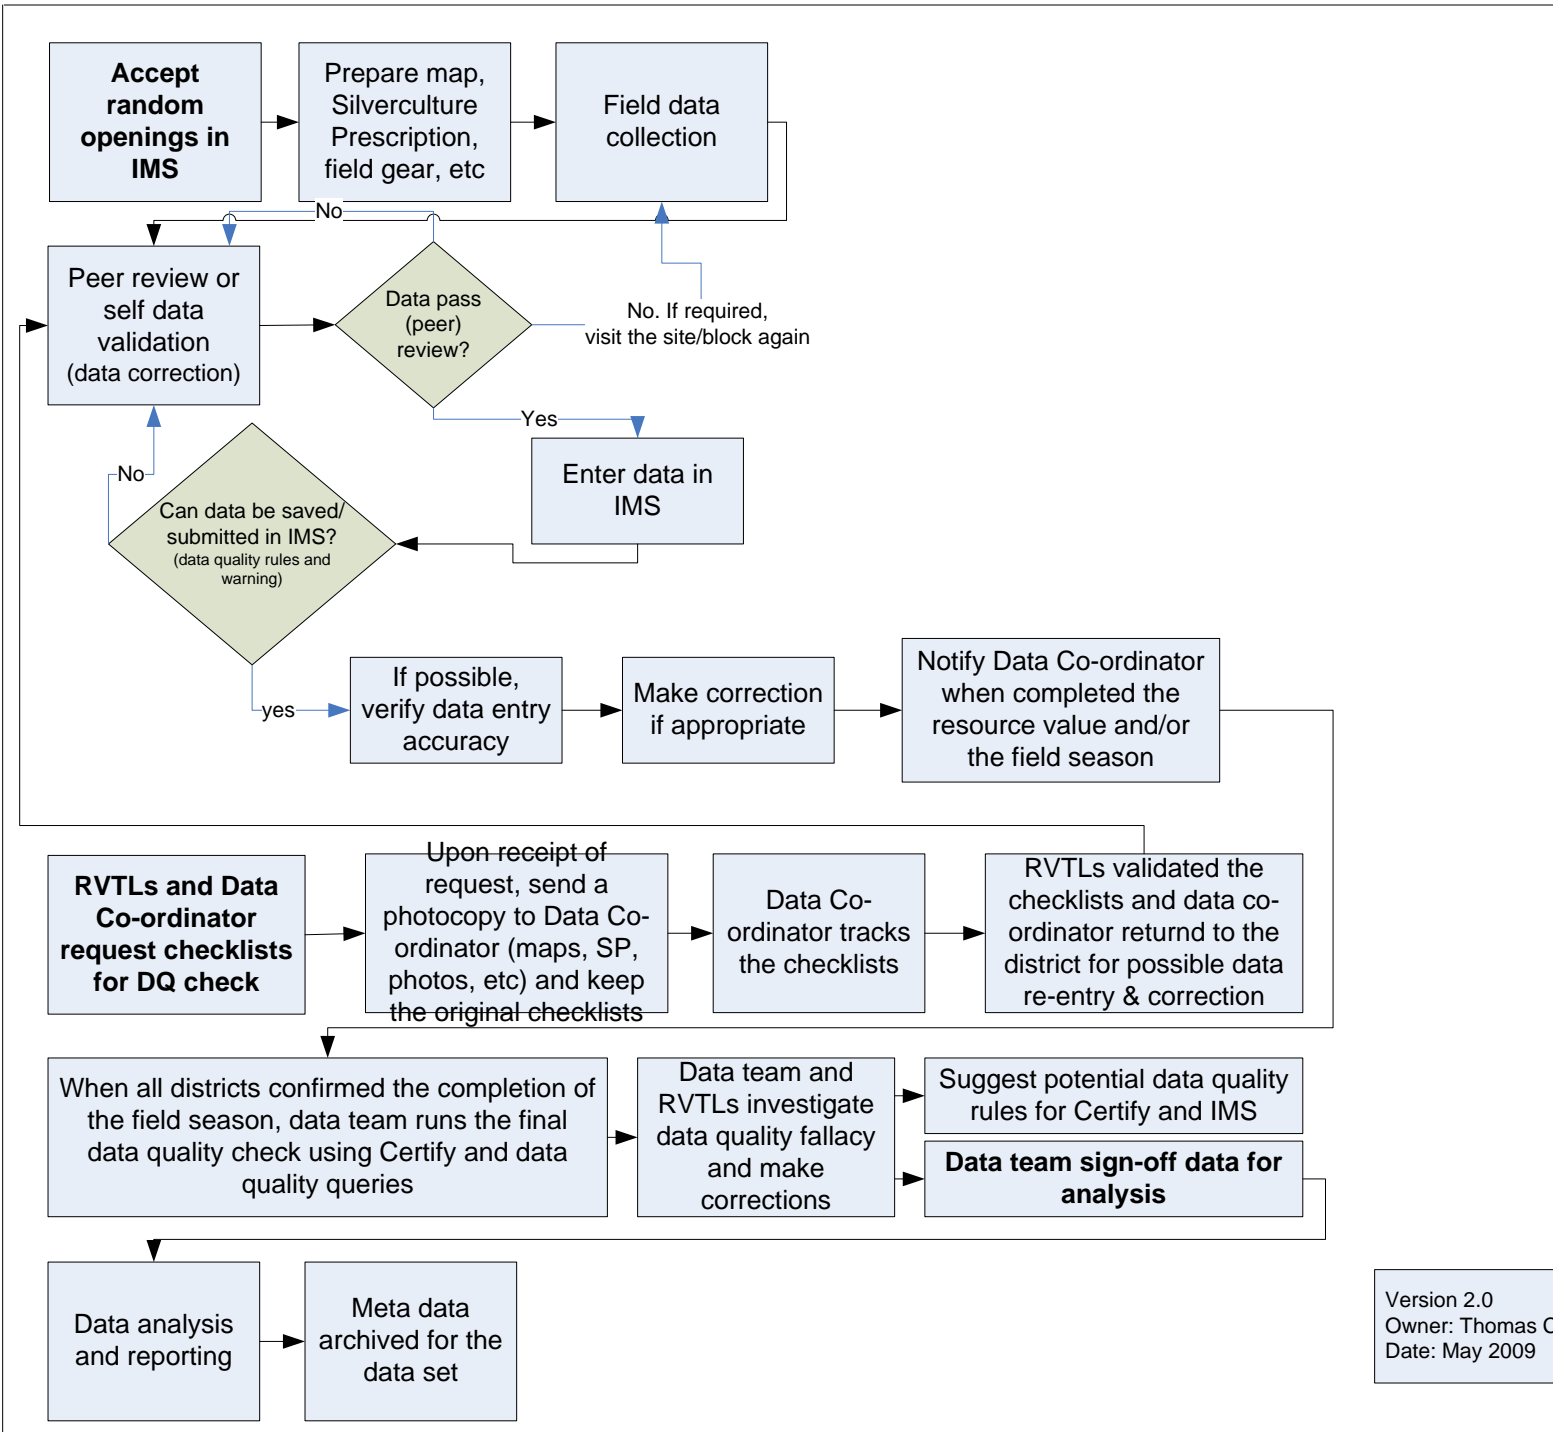 Accept
random
openings in
IMS
Prepare map,
Silverculture
Prescription,
field gear, etc
Field data
collection
No
Peer review or
self data
validation
(data correction)
Data pass
(peer)
review?
No. If required,
visit the site/block again
Yes
Enter data in
IMS
No
Can data be saved/
submitted in IMS?
(data quality rules and
warning)
yes
If possible,
verify data entry
accuracy
Make correction
if appropriate
Notify Data Co-ordinator
when completed the
resource value and/or
the field season
RVTLs and Data
Co-ordinator
request checklists
for DQ check
Upon receipt of
request, send a
photocopy to Data Co-
ordinator (maps, SP,
photos, etc) and keep
the original checklists
Data Co-
ordinator tracks
the checklists
RVTLs validated the
checklists and data co-
ordinator returnd to the
district for possible data
re-entry & correction
When all districts confirmed the completion of
the field season, data team runs the final
data quality check using Certify and data
quality queries
Data team and
RVTLs investigate
data quality fallacy
and make
corrections
Suggest potential data quality
rules for Certify and IMS
Data team sign-off data for
analysis
Data analysis
and reporting
Meta data
archived for the
data set
Version 2.0
Owner: Thomas
Date: May 2009